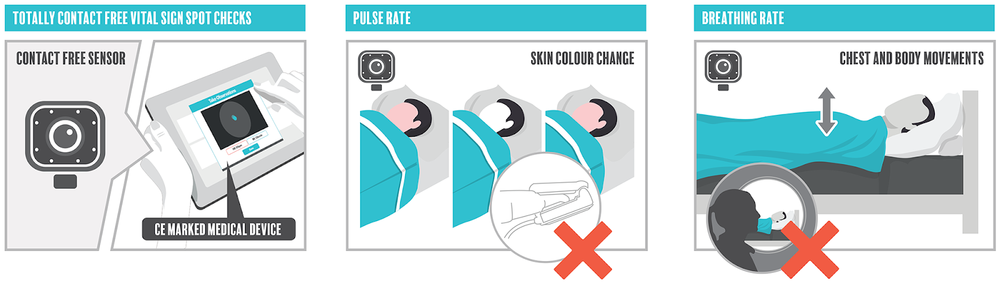 TOTALLY CONTACT FREE VITAL SIGN SPOT CHECKS
CONTACT FREE SENSOR
Take Observations
CE MARKED MEDICAL DEVICE
PULSE RATE
SKIN COLOUR CHANGE
BREATHING RATE
CHEST AND BODY MOVEMENTS